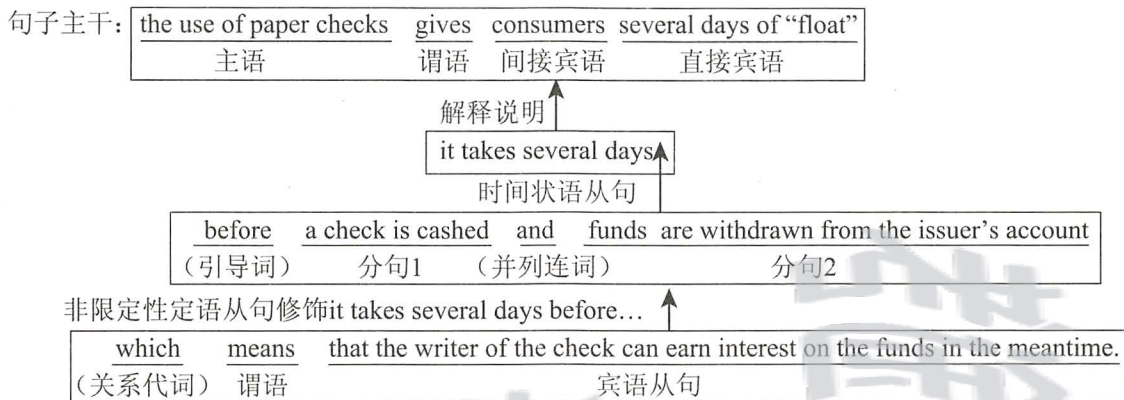 句子主干: the use of paper checks gives consumers several days of “float”
主语 谓语 间接宾语 直接宾语
解释说明
it takes several days
时间状语从句
before a check is cashed and funds are withdrawn from the issuer’s account
（引导词） 分句1 （并列连词） 分句2
非限定性定语从句修饰it takes several days before…
which means that the writer of the check can earn interest on the funds in the meantime.
（关系代词） 谓语 宾语从句